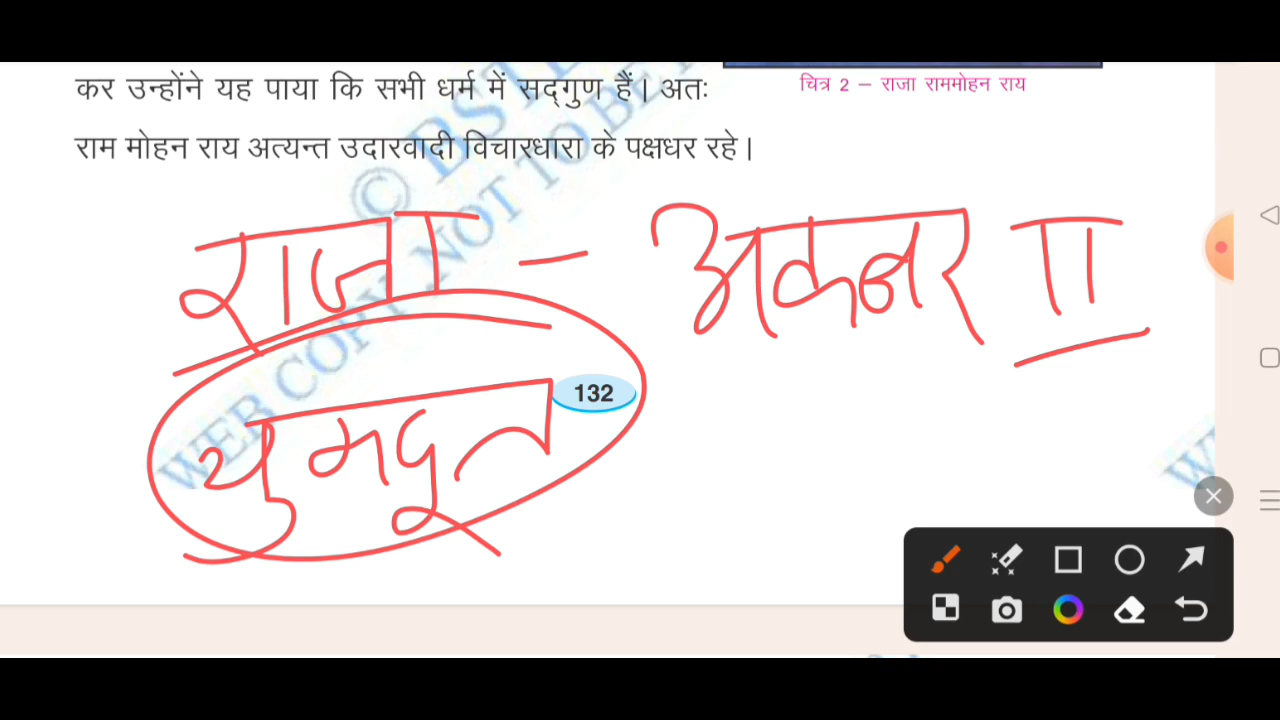 कर उन्होंने यह पाया कि सभी धर्म में सद्‌गुण हैं। अतः
चित्र 2 – राजा राममोहन राय
राम मोहन राय अत्यन्त उदारवादी विचारधारा के पक्षधर रहे।
राजा - अकबर II
युगदूत
132